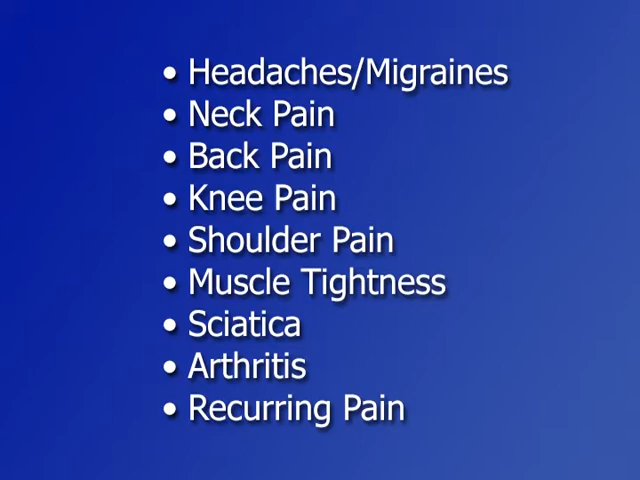 • Headaches/Migraines
• Neck Pain
• Back Pain
• Knee Pain
• Shoulder Pain
• Muscle Tightness
• Sciatica
• Arthritis
• Recurring Pain